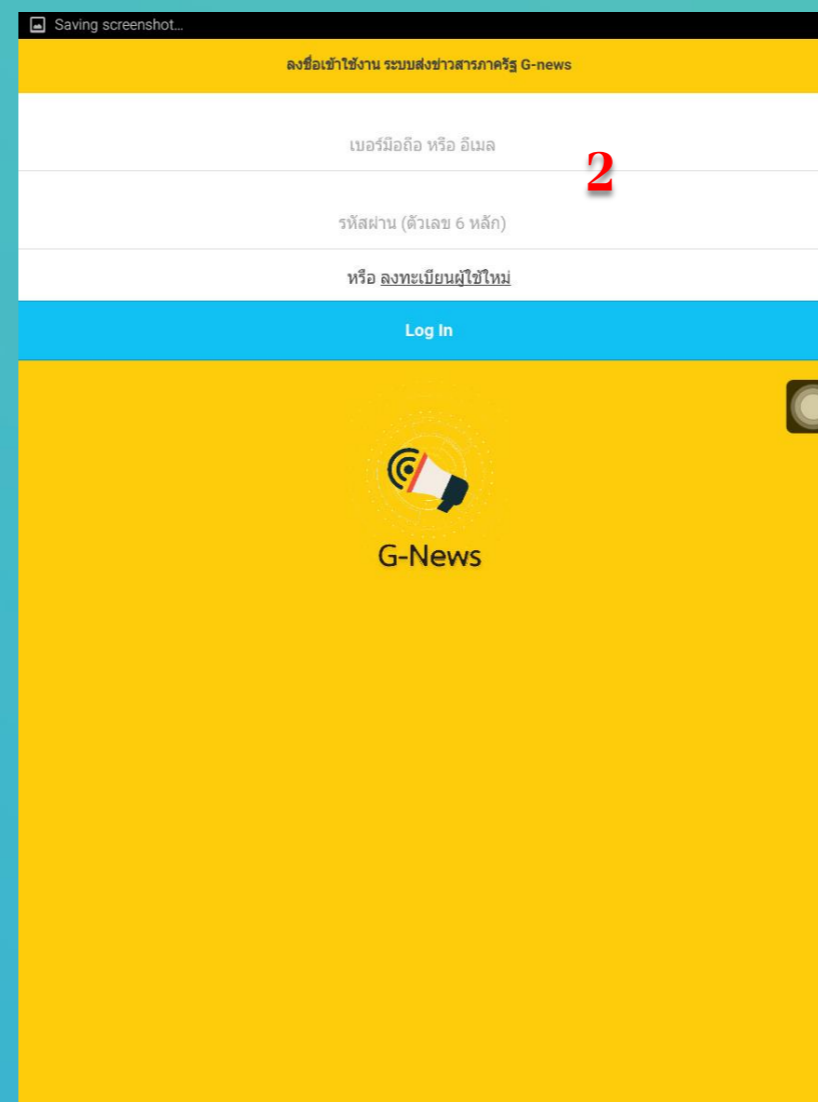 Saving screenshot...
ลงชื่อเข้าใช้งาน ระบบส่งข่าวสารภาครัฐ G-news
เบอร์มือถือ หรือ อีเมล
2
รหัสผ่าน (ตัวเลข 6 หลัก)
หรือ ลงทะเบียนผู้ใช้ใหม่
Log In
G-News